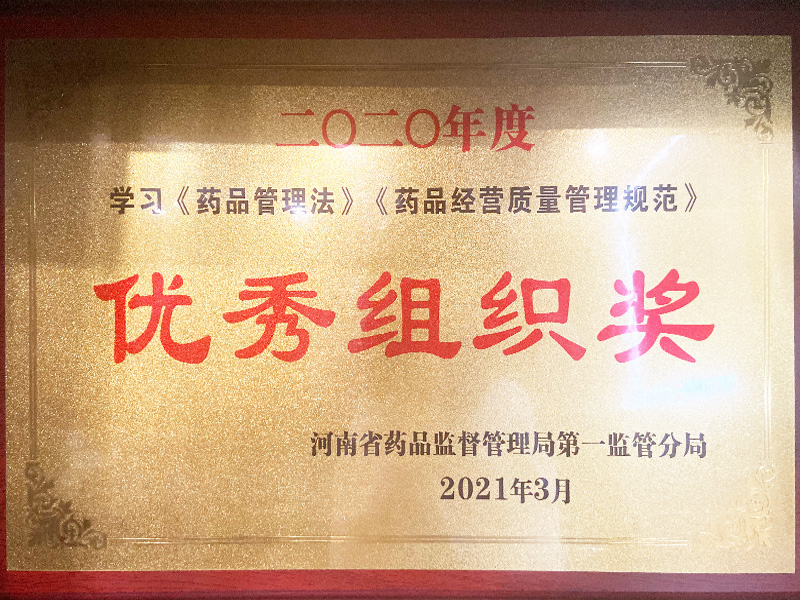 二〇二〇年度
学习《药品管理法》《药品经营质量管理规范》
优秀组织奖
河南省药品监督管理局第一监管分局
2021年3月